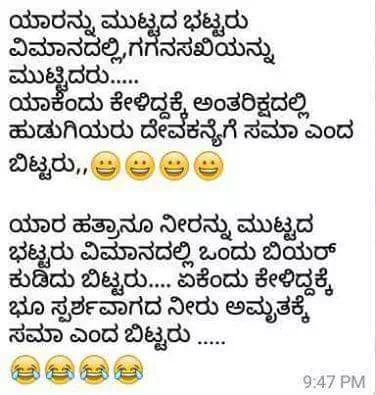 ಯಾರನ್ನು ಮುಟ್ಟದ ಭಟ್ಟರು
ವಿಮಾನದಲ್ಲಿ,ಗಗನಸಖಿಯನ್ನು
ಮುಟ್ಟಿದರು.....
ಯಾಕೆಂದು ಕೇಳಿದ್ದಕ್ಕೆ ಅಂತರಿಕ್ಷದಲ್ಲಿ
ಹುಡುಗಿಯರು ದೇವಕನ್ಯೆಗೆ ಸಮಾ ಎಂದ
ಬಿಟ್ಟರು,,😀😀😀😀
ಯಾರ ಹತ್ರಾನೂ ನೀರನ್ನು ಮುಟ್ಟದ
ಭಟ್ಟರು ವಿಮಾನದಲ್ಲಿ ಒಂದು ಬಿಯರ್
ಕುಡಿದು ಬಿಟ್ಟರು.... ಏಕೆಂದು ಕೇಳಿದ್ದಕ್ಕೆ
ಭೂ ಸ್ಪರ್ಶವಾಗದ ನೀರು ಅಮೃತಕ್ಕೆ
ಸಮಾ ಎಂದ ಬಿಟ್ಟರು .....
😂😂😂😂
9:47 PM